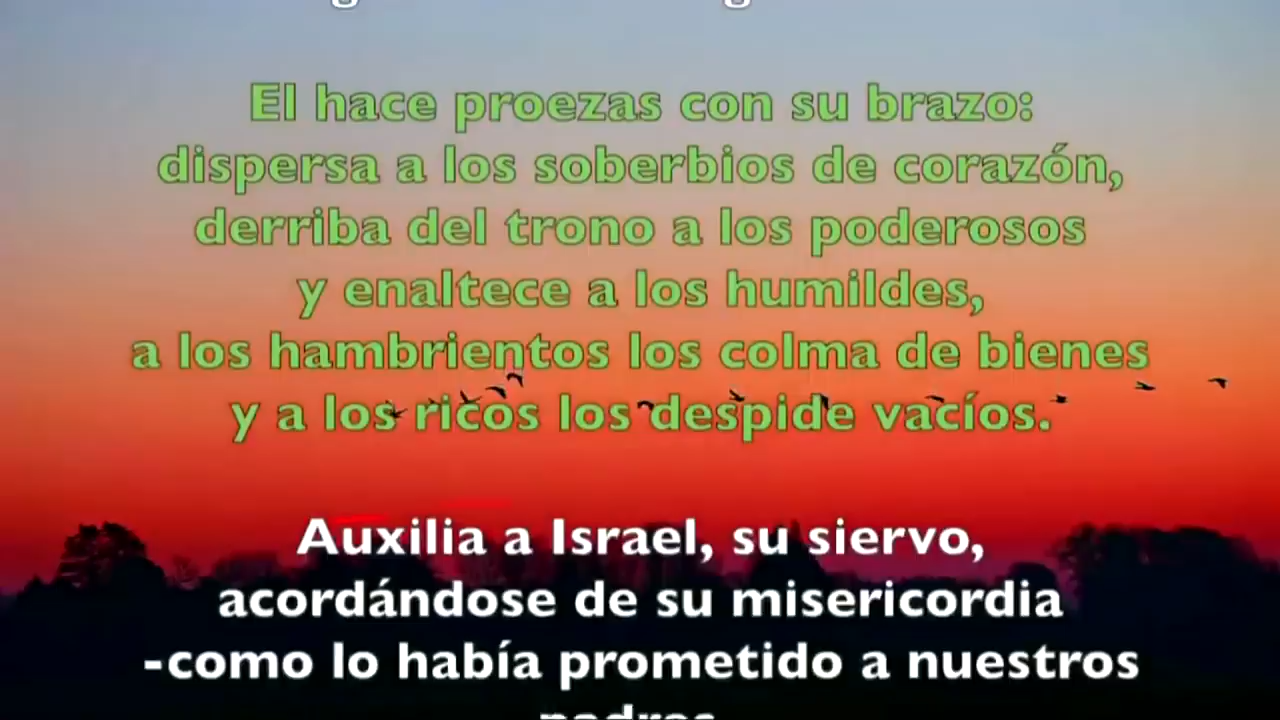 El hace proezas con su brazo:
dispersa a los soberbios de corazón,
derriba del trono a los poderosos
y enaltece a los humildes,
a los hambrientos los colma de bienes
y a los ricos los despide vacíos.
Auxilia a Israel, su siervo,
acordándose de su misericordia
-como lo había prometido a nuestros